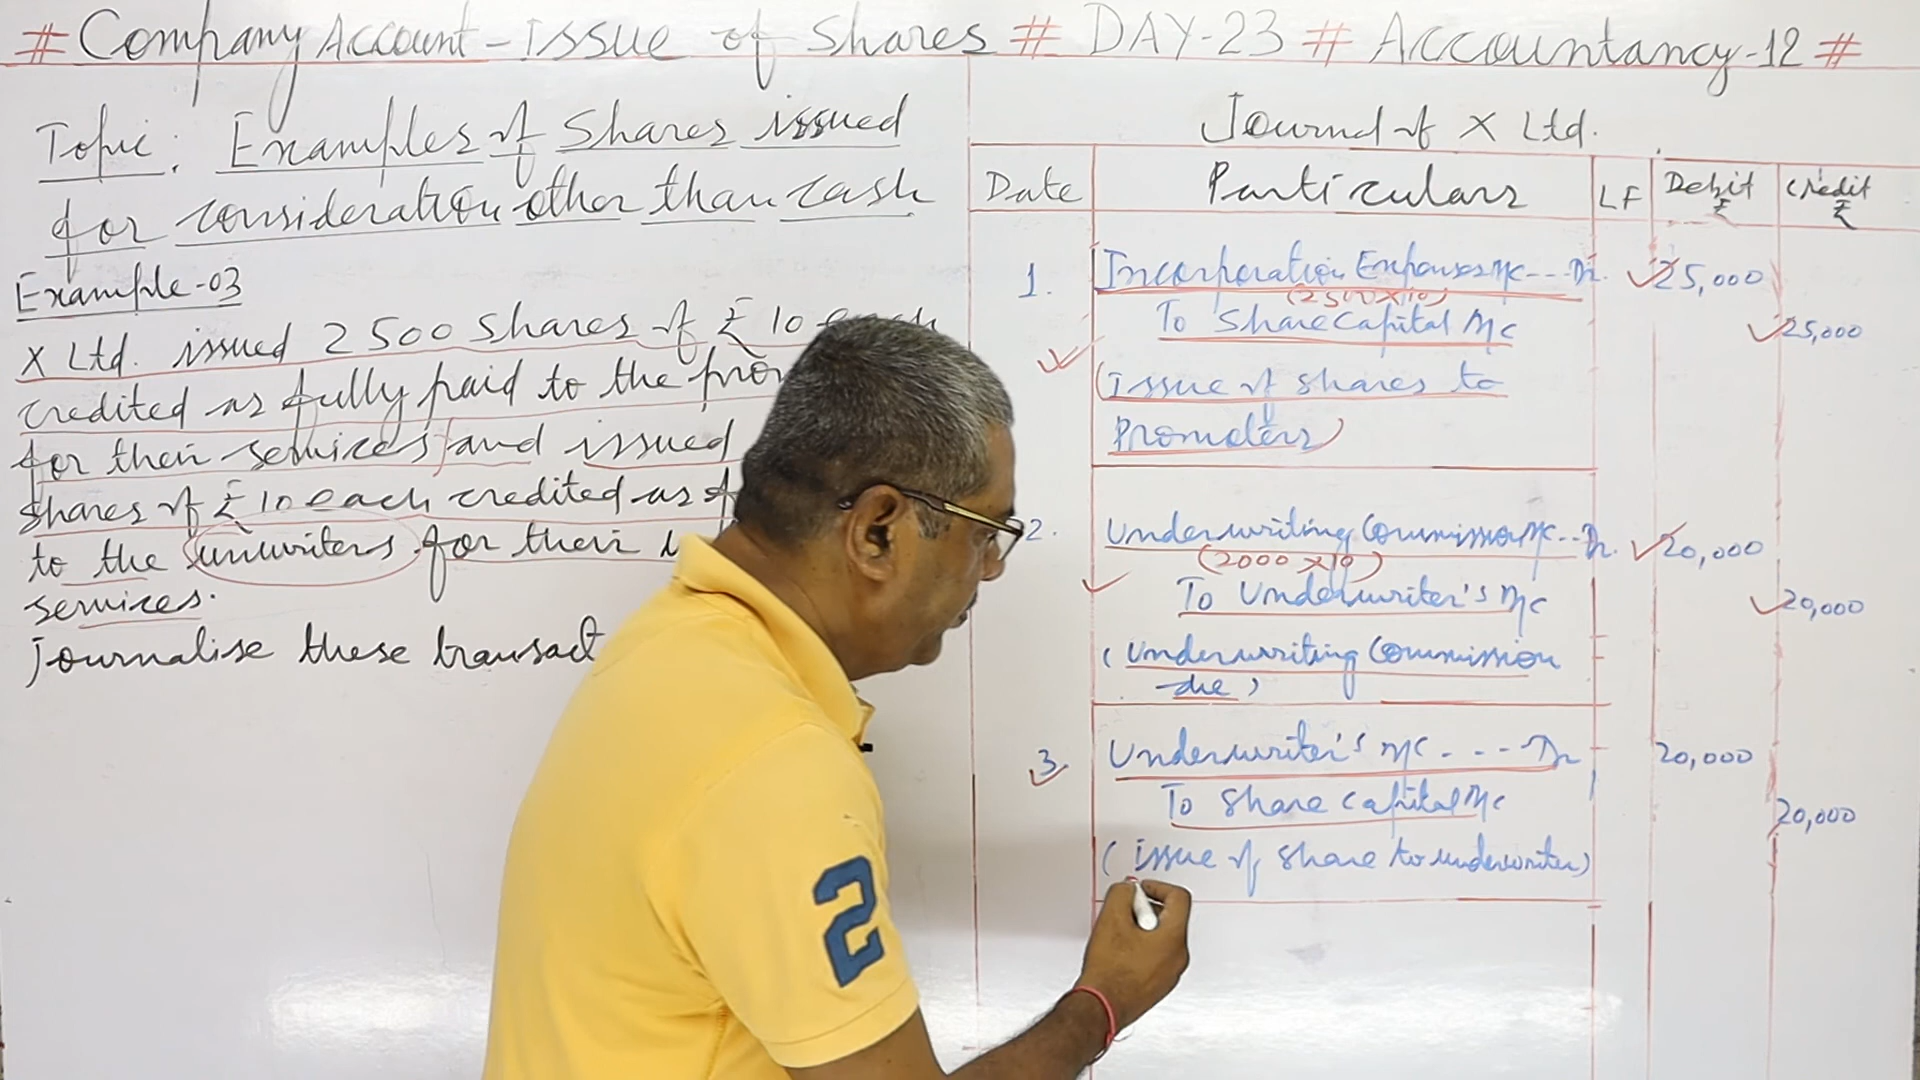 # Company Account - Issue of Shares # DAY-23 # Accountancy-12 #
Topic: Examples of Shares issued
for consideration other than cash
Example-03
X Ltd. issued 2500 shares of ₹ 10 each
credited as fully paid to the
for their services and issued
shares of ₹ 10 each credited as
to the unwriters for their
services.
Journalise these
Journal of X Ltd.
Date Particulars LF Debit ₹ Credit ₹
1. Incorporation Expenses A/c --- Dr. 25,000
(2500 x 10)
To Share Capital A/c 25,000
(Issue of shares to
Promoters)
2. Underwriting Commission A/c -- Dr. 20,000
(2000 x 10)
To Underwriter's A/c 20,000
(Underwriting Commission
due)
3. Underwriter's A/c - - - - Dr 20,000
To Share Capital A/c 20,000
(issue of share to underwriter)
2